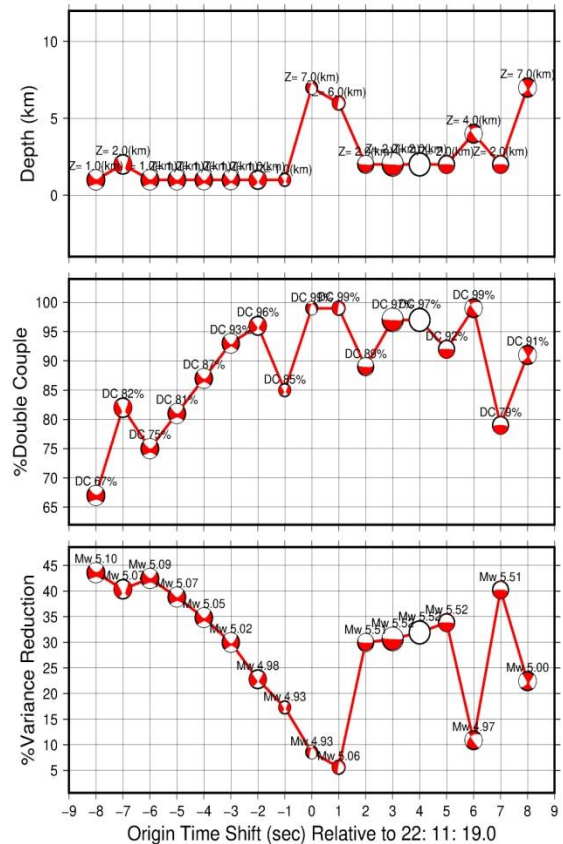 10
5
0
Depth (km)
Z= 1.0(km)
Z= 2.0(km)
Z= 7.0(km)
Z= 6.0(km)
Z= 4.0(km)
Z= 2.0(km)
Z= 7.0(km)
100
95
90
85
80
75
70
65
%Double Couple
DC 67%
DC 82%
DC 75%
DC 81%
DC 87%
DC 93%
DC 96%
DC 85%
DC 99%
DC 99%
DC 89%
DC 97%
DC 97%
DC 92%
DC 99%
DC 79%
DC 91%
45
40
35
30
25
20
15
10
5
%Variance Reduction
Mw 5.10
Mw 5.07
Mw 5.09
Mw 5.07
Mw 5.05
Mw 5.02
Mw 4.98
Mw 4.93
Mw 4.93
Mw 5.06
Mw 5.52
Mw 5.52
Mw 5.52
Mw 4.97
Mw 5.51
Mw 5.00
−9 −8 −7 −6 −5 −4 −3 −2 −1 0 1 2 3 4 5 6 7 8 9
Origin Time Shift (sec) Relative to 22: 11: 19.0